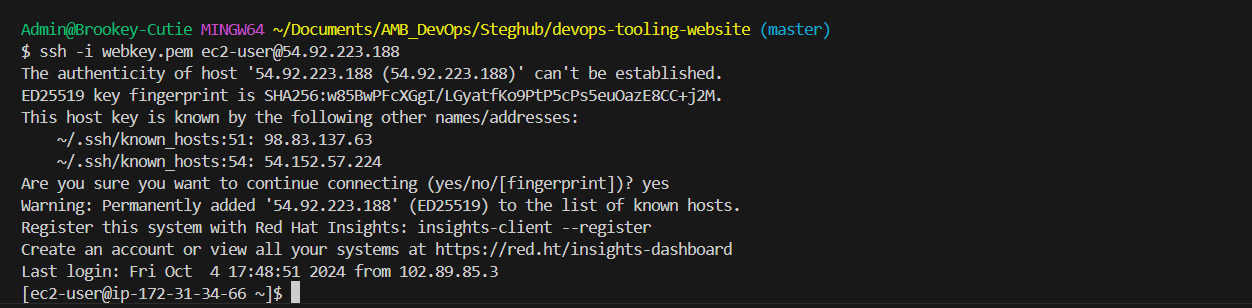 Admin@Brookey-Cutie MINGW64 ~/Documents/AMB_DevOps/Steghub/devops-tooling-website (master)
$ ssh -i webkey.pem ec2-user@54.92.223.188
The authenticity of host '54.92.223.188 (54.92.223.188)' can't be established.
ED25519 key fingerprint is SHA256:w85BwPFcXGgI/LGyatfKo9PtP5cPs5euOazE8CC+j2M.
This host key is known by the following other names/addresses:
    ~/.ssh/known_hosts:51: 98.83.137.63
    ~/.ssh/known_hosts:54: 54.152.57.224
Are you sure you want to continue connecting (yes/no/[fingerprint])? yes
Warning: Permanently added '54.92.223.188' (ED25519) to the list of known hosts.
Register this system with Red Hat Insights: insights-client --register
Create an account or view all your systems at https://red.ht/insights-dashboard
Last login: Fri Oct  4 17:48:51 2024 from 102.89.85.3
[ec2-user@ip-172-31-34-66 ~]$